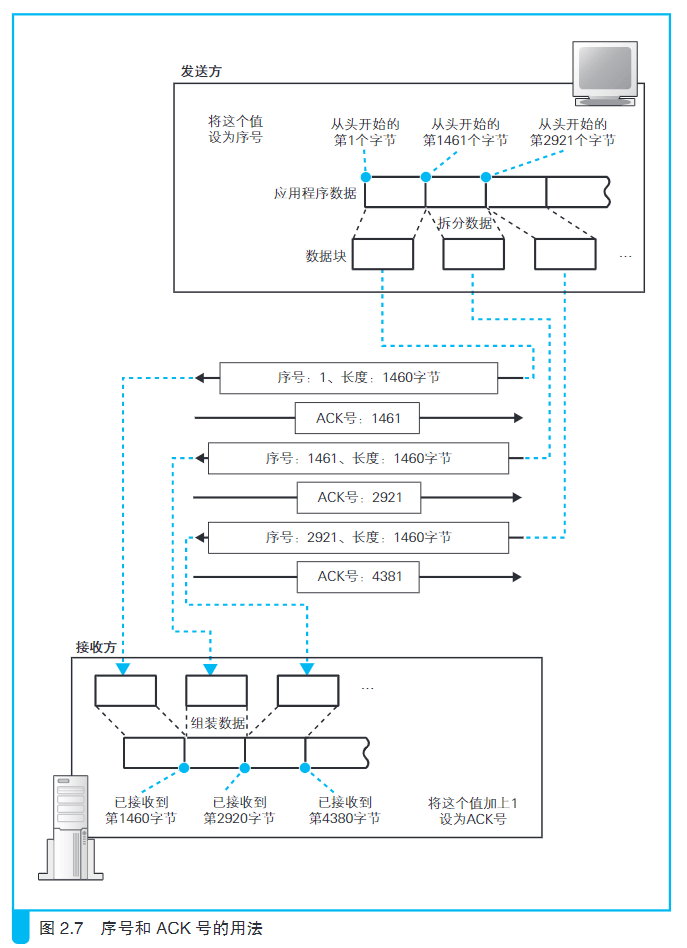 发送方
将这个值
设为序号
从头开始的
第1个字节
从头开始的
第1461个字节
从头开始的
第2921个字节
应用程序数据
拆分数据
数据块
…
序号：1、长度：1460字节
ACK号：1461
序号：1461、长度：1460字节
ACK号：2921
序号：2921、长度：1460字节
ACK号：4381
接收方
…
组装数据
已接收到
第1460字节
已接收到
第2920字节
已接收到
第4380字节
将这个值加上1
设为ACK号
图 2.7 序号和 ACK 号的用法